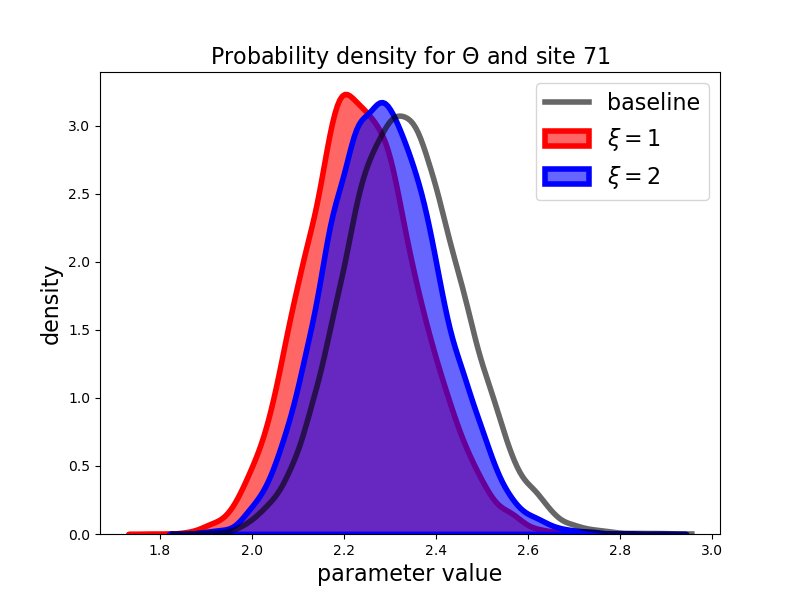 Probability density for Θ and site 71
baseline
ξ = 1
ξ = 2
density
3.0
2.5
2.0
1.5
1.0
0.5
0.0
1.8 2.0 2.2 2.4 2.6 2.8 3.0
parameter value